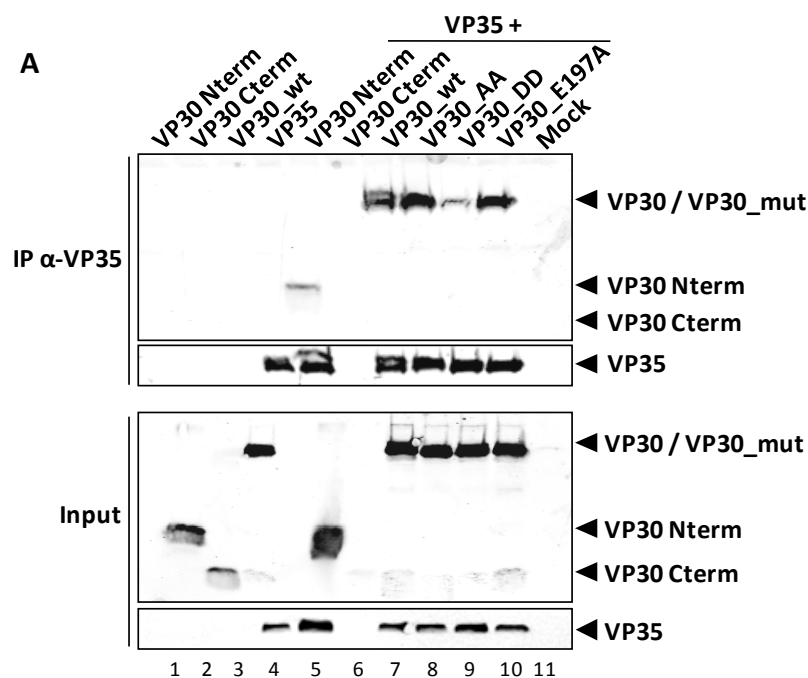 VP35 +
A
VP30 Nterm
VP30 Cterm
VP30_wt
VP35
VP30 Nterm
VP30 Cterm
VP30_wt
VP30_AA
VP30_DD
VP30_E197A
Mock
IP α-VP35
VP30 / VP30_mut
VP30 Nterm
VP30 Cterm
VP35
Input
VP30 / VP30_mut
VP30 Nterm
VP30 Cterm
VP35
1 2 3 4 5 6 7 8 9 10 11